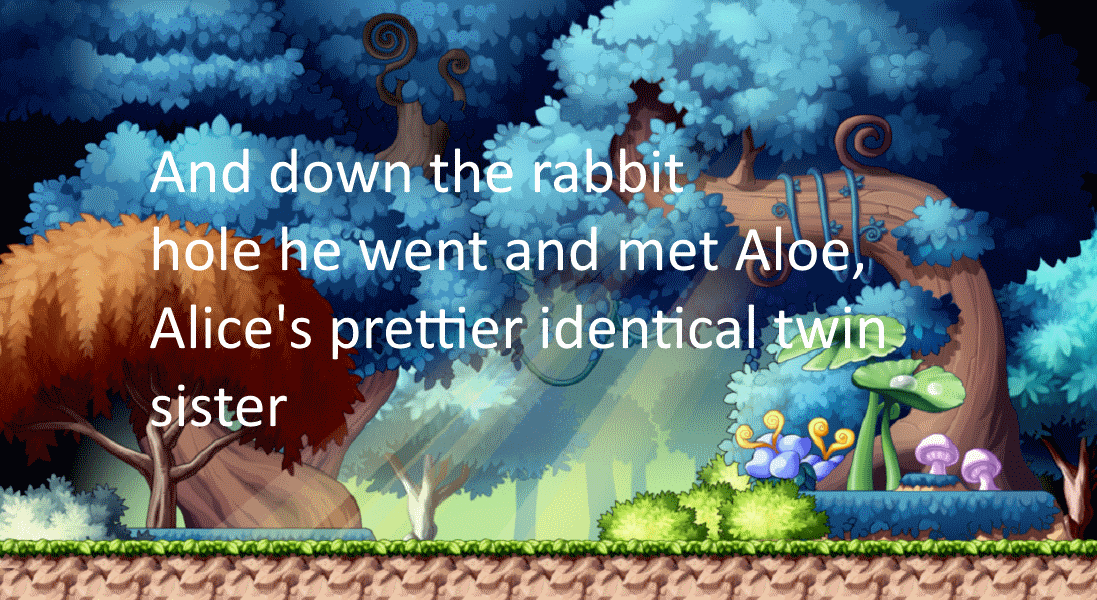 And down the rabbit
hole he went and met Aloe,
Alice's prettier identical twin
sister